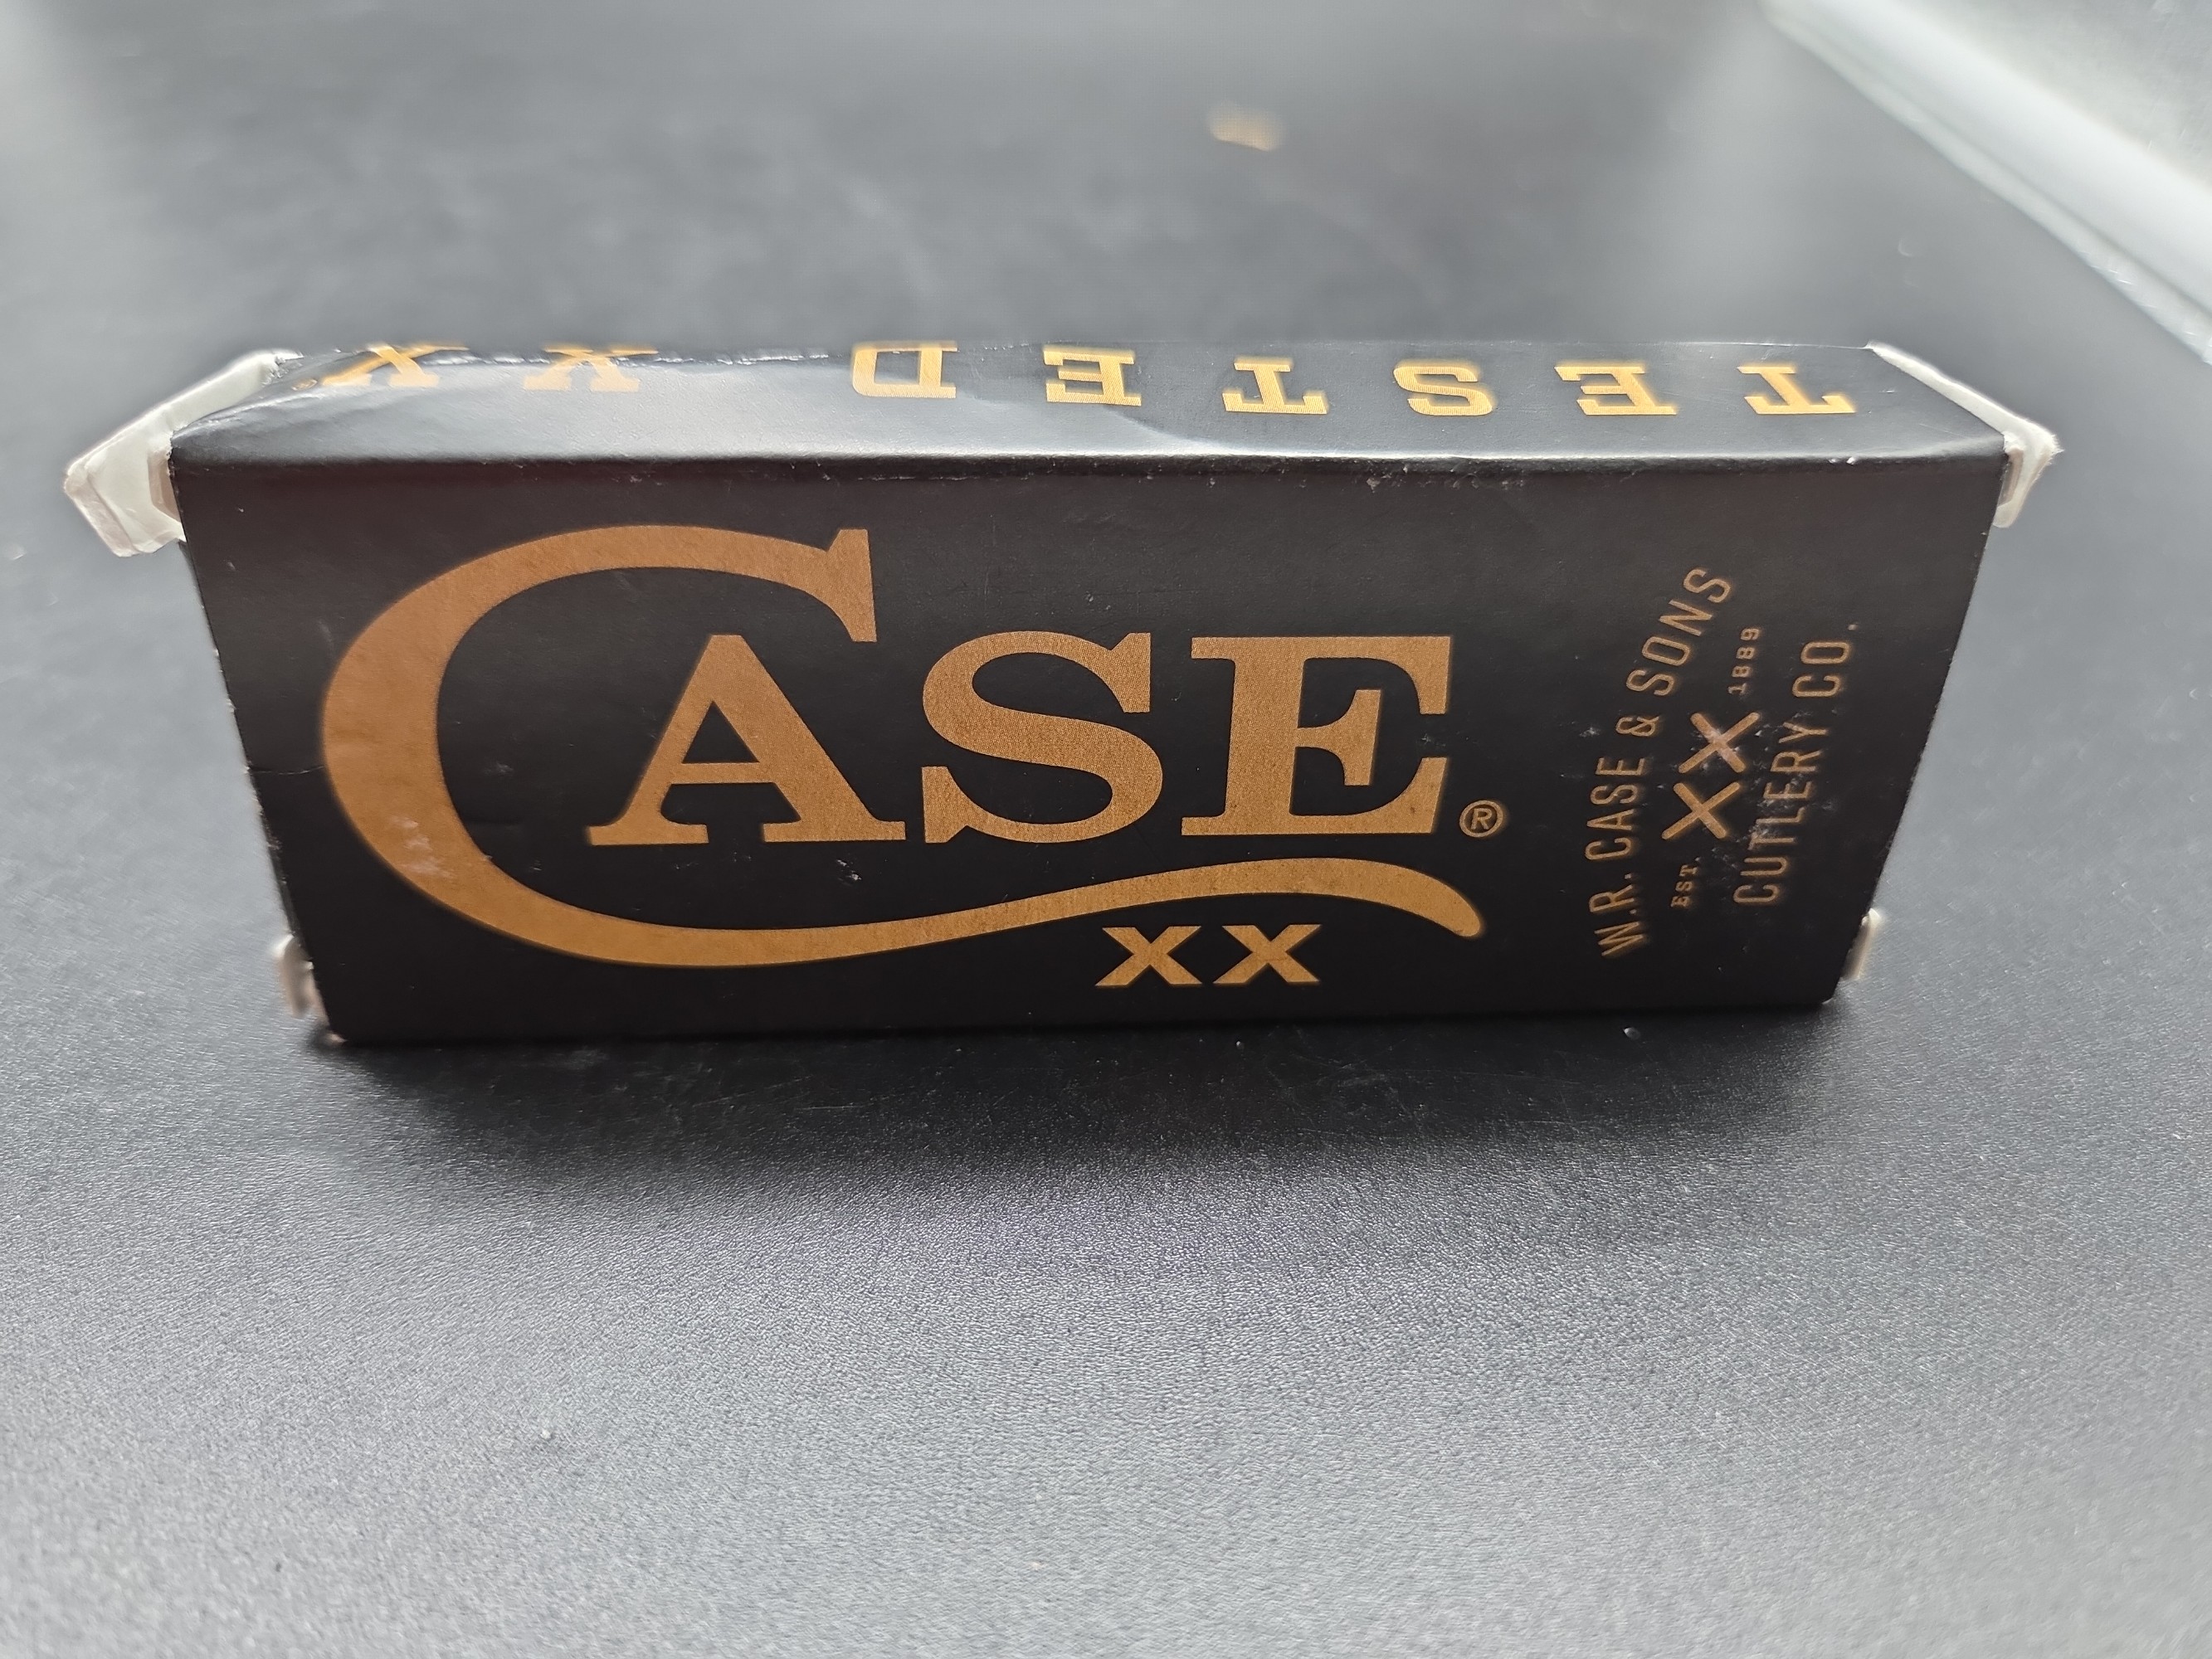 TESTED XX®
CASE®
XX
W.R. CASE & SONS
EST. XX 1889
CUTLERY CO.